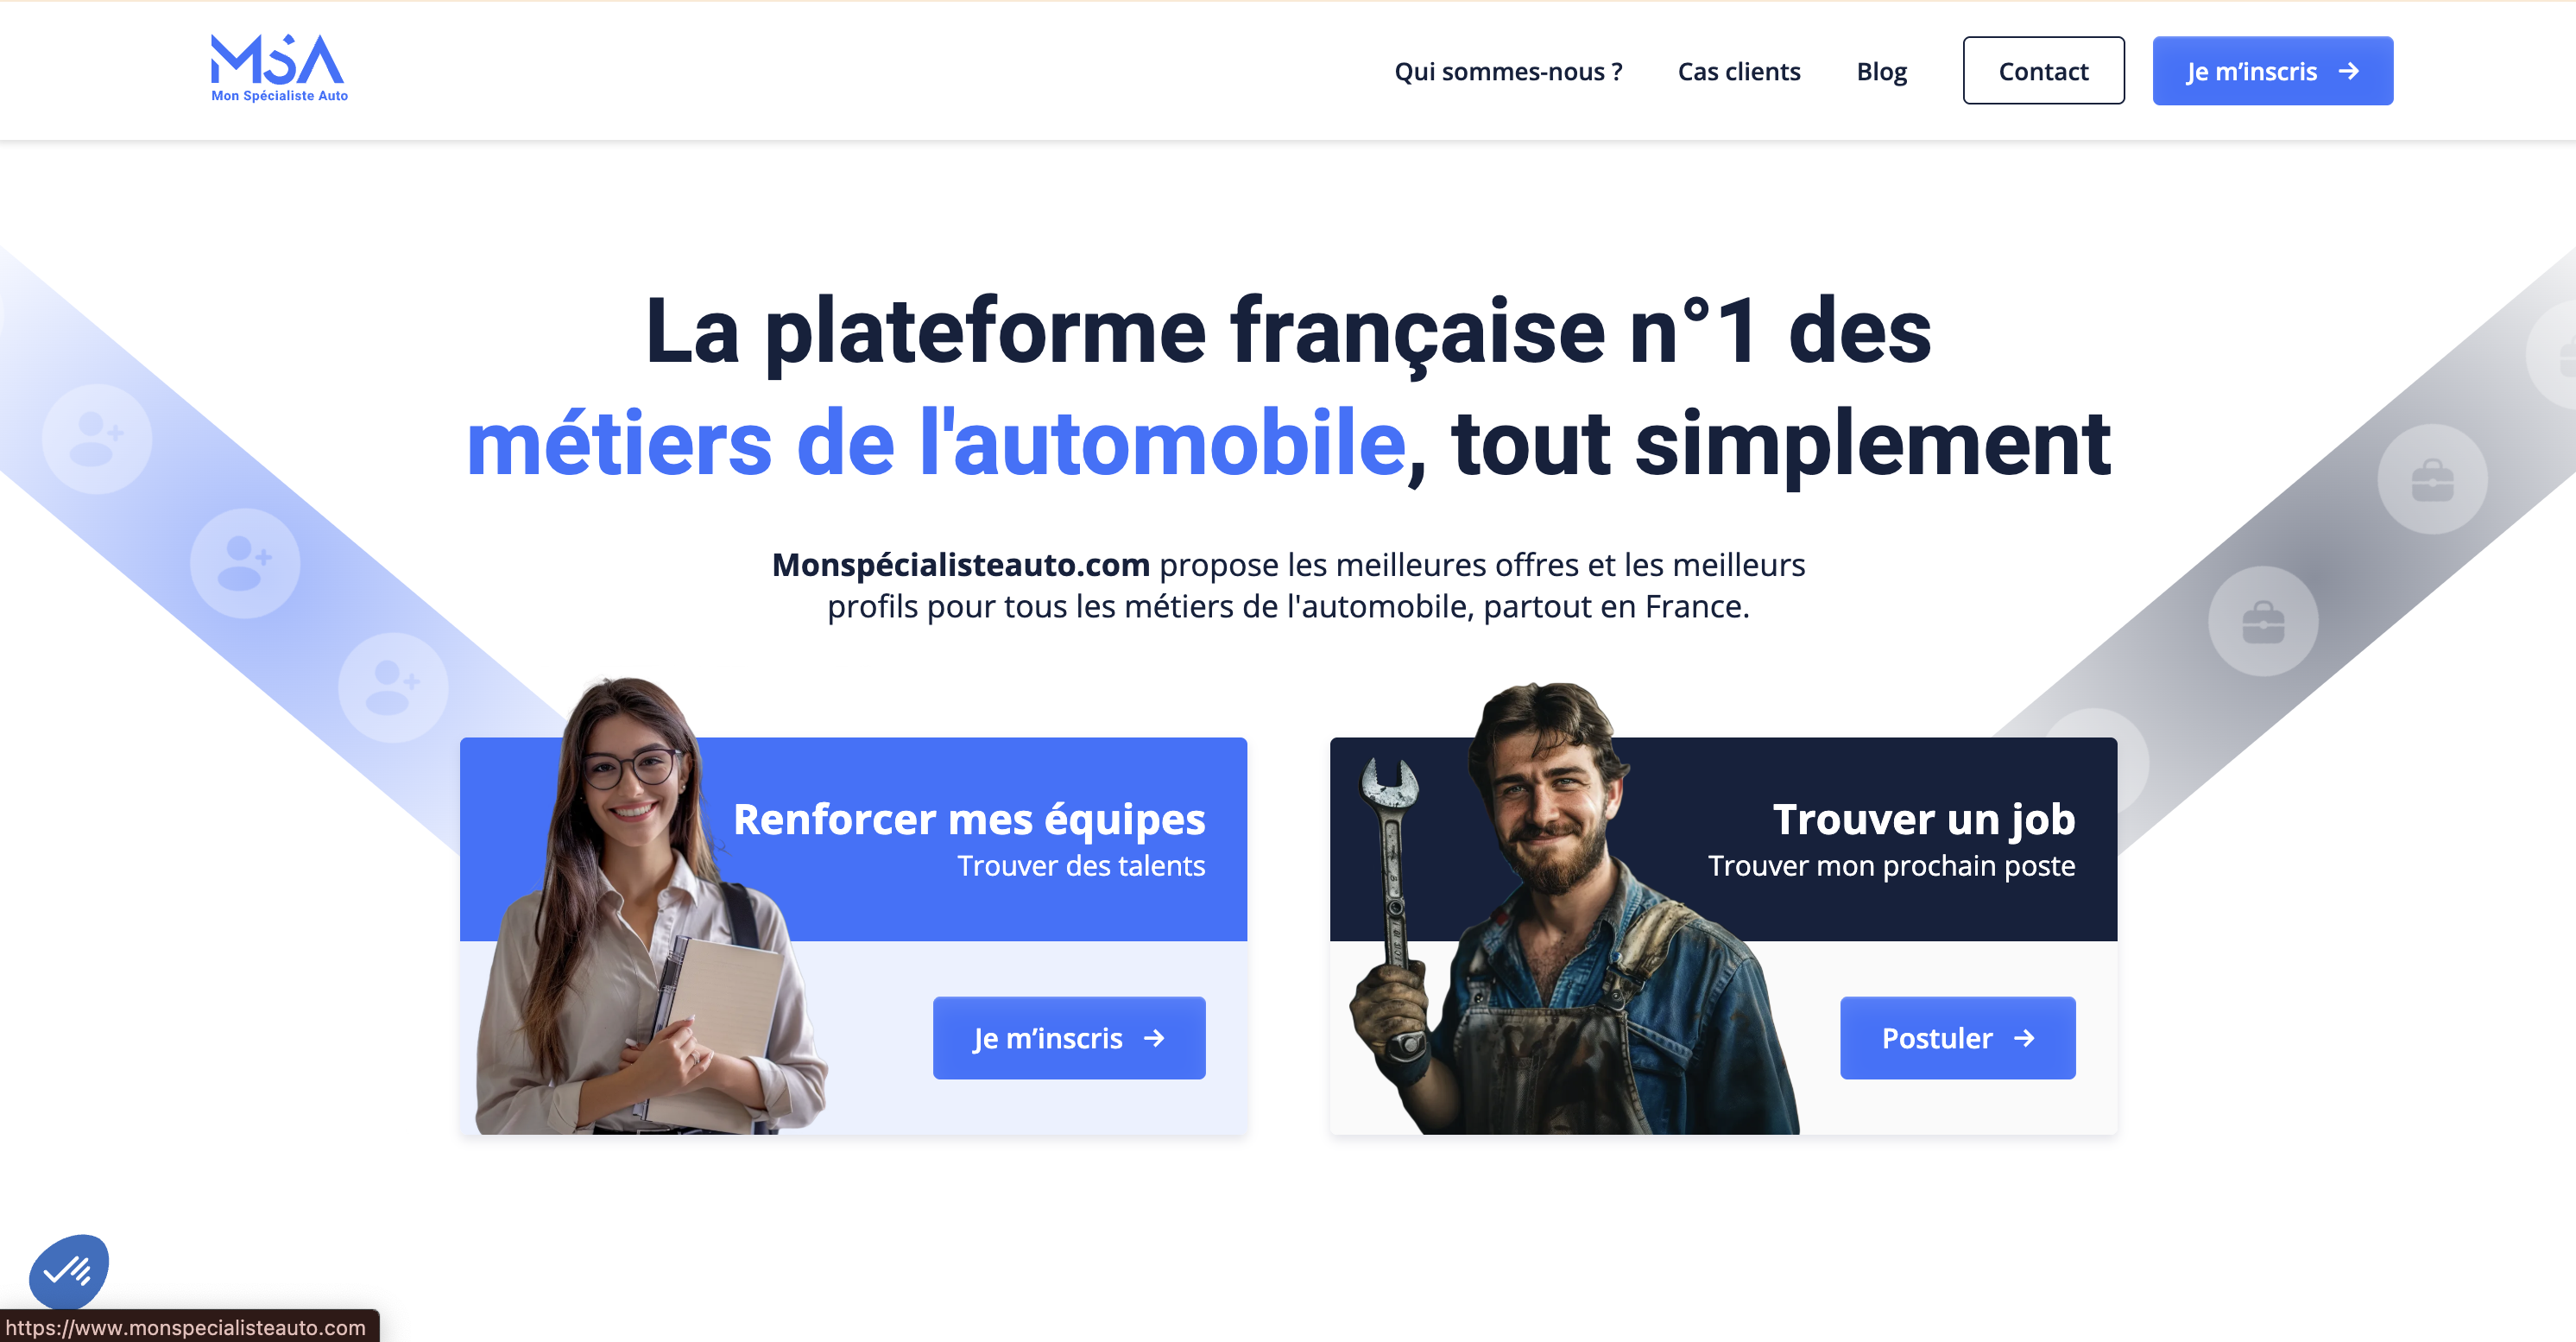 MSA
Mon Spécialiste Auto
Qui sommes-nous ?
Cas clients
Blog
Contact
Je m’inscris
La plateforme française n°1 des
métiers de l'automobile, tout simplement
Monspécialisteauto.com propose les meilleures offres et les meilleurs
profils pour tous les métiers de l'automobile, partout en France.
Renforcer mes équipes
Trouver des talents
Je m’inscris
Trouver un job
Trouver mon prochain poste
Postuler
https://www.monspecialisteauto.com